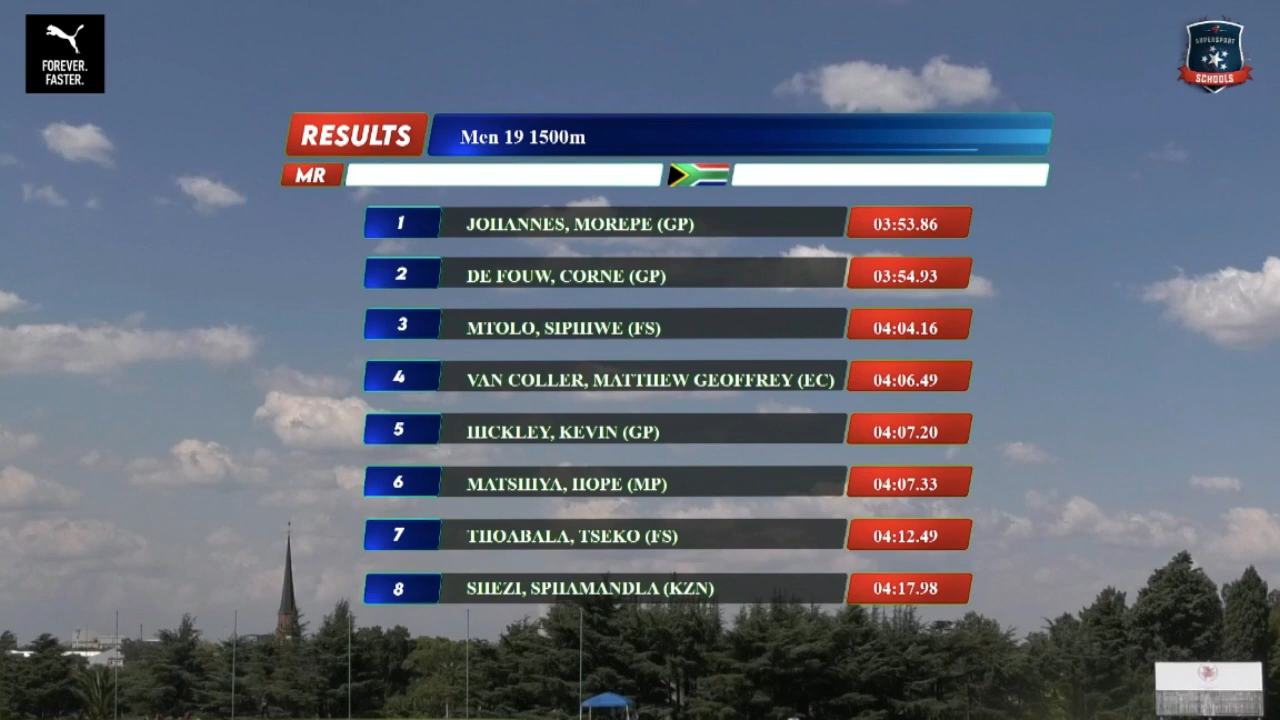 FOREVER.
FASTER.
SUPERSPORT
SCHOOLS
RESULTS Men 19 1500m
MR
1 JOHANNES, MOREPE (GP) 03:53.86
2 DE FOUW, CORNE (GP) 03:54.93
3 MTOLO, SIPHIWE (FS) 04:04.16
4 VAN COLLER, MATTHEW GEOFFREY (EC) 04:06.49
5 HICKLEY, KEVIN (GP) 04:07.20
6 MATSHIYA, HOPE (MP) 04:07.33
7 THOABALA, TSEKO (FS) 04:12.49
8 SHEZI, SPHAMANDLA (KZN) 04:17.98